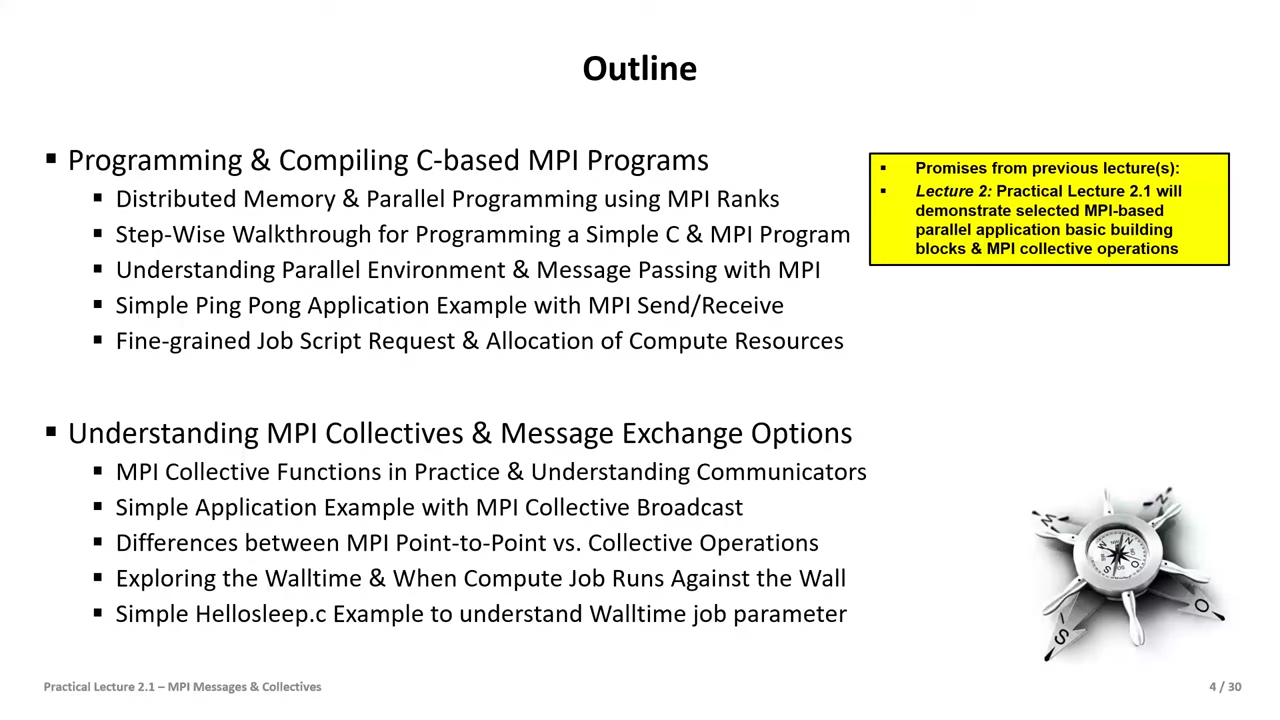 Outline
▪ Programming & Compiling C-based MPI Programs
▪ Distributed Memory & Parallel Programming using MPI Ranks
▪ Step-Wise Walkthrough for Programming a Simple C & MPI Program
▪ Understanding Parallel Environment & Message Passing with MPI
▪ Simple Ping Pong Application Example with MPI Send/Receive
▪ Fine-grained Job Script Request & Allocation of Compute Resources
▪ Promises from previous lecture(s):
▪ Lecture 2: Practical Lecture 2.1 will
demonstrate selected MPI-based
parallel application basic building
blocks & MPI collective operations
▪ Understanding MPI Collectives & Message Exchange Options
▪ MPI Collective Functions in Practice & Understanding Communicators
▪ Simple Application Example with MPI Collective Broadcast
▪ Differences between MPI Point-to-Point vs. Collective Operations
▪ Exploring the Walltime & When Compute Job Runs Against the Wall
▪ Simple Hellosleep.c Example to understand Walltime job parameter
Practical Lecture 2.1 – MPI Messages & Collectives
4 / 30